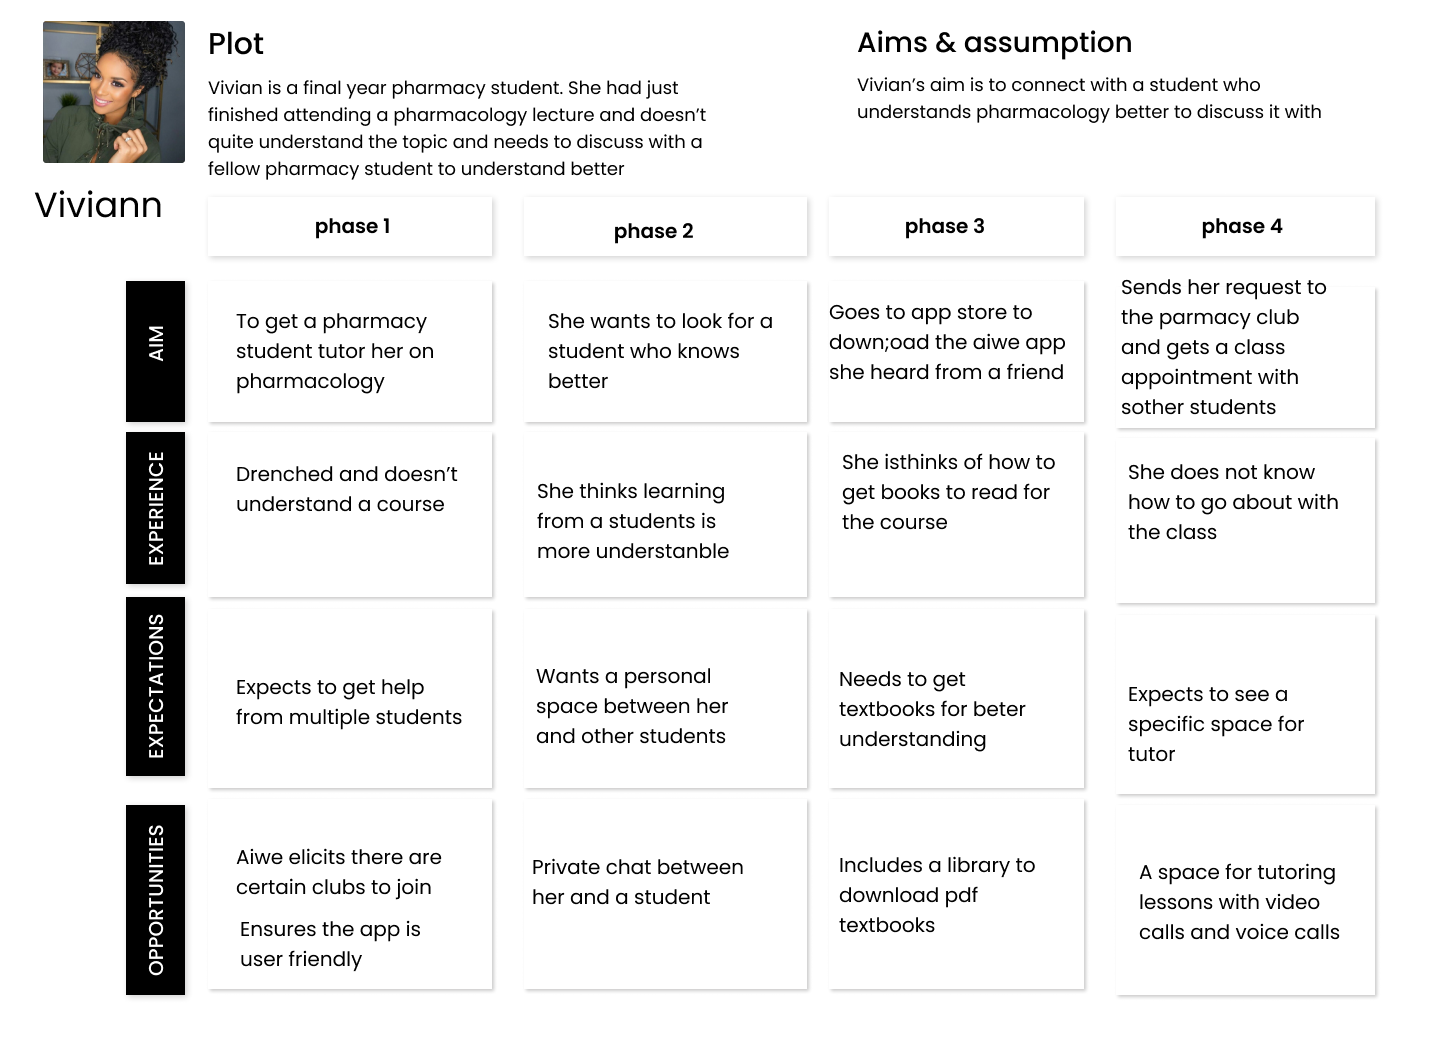 Plot
Vivian is a final year pharmacy student. She had just
finished attending a pharmacology lecture and doesn’t
quite understand the topic and needs to discuss with a
fellow pharmacy student to understand better
Aims & assumption
Vivian’s aim is to connect with a student who
understands pharmacology better to discuss it with
Viviann
phase 1
phase 2
phase 3
phase 4
AIM
To get a pharmacy
student tutor her on
pharmacology
She wants to look for a
student who knows
better
Goes to app store to
down;oad the aiwe app
she heard from a friend
Sends her request to
the parmacy club
and gets a class
appointment with
sother students
EXPERIENCE
Drenched and doesn’t
understand a course
She thinks learning
from a students is
more understanble
She isthinks of how to
get books to read for
the course
She does not know
how to go about with
the class
EXPECTATIONS
Expects to get help
from multiple students
Wants a personal
space between her
and other students
Needs to get
textbooks for beter
understanding
Expects to see a
specific space for
tutor
OPPORTUNITIES
Aiwe elicits there are
certain clubs to join
Ensures the app is
user friendly
Private chat between
her and a student
Includes a library to
download pdf
textbooks
A space for tutoring
lessons with video
calls and voice calls